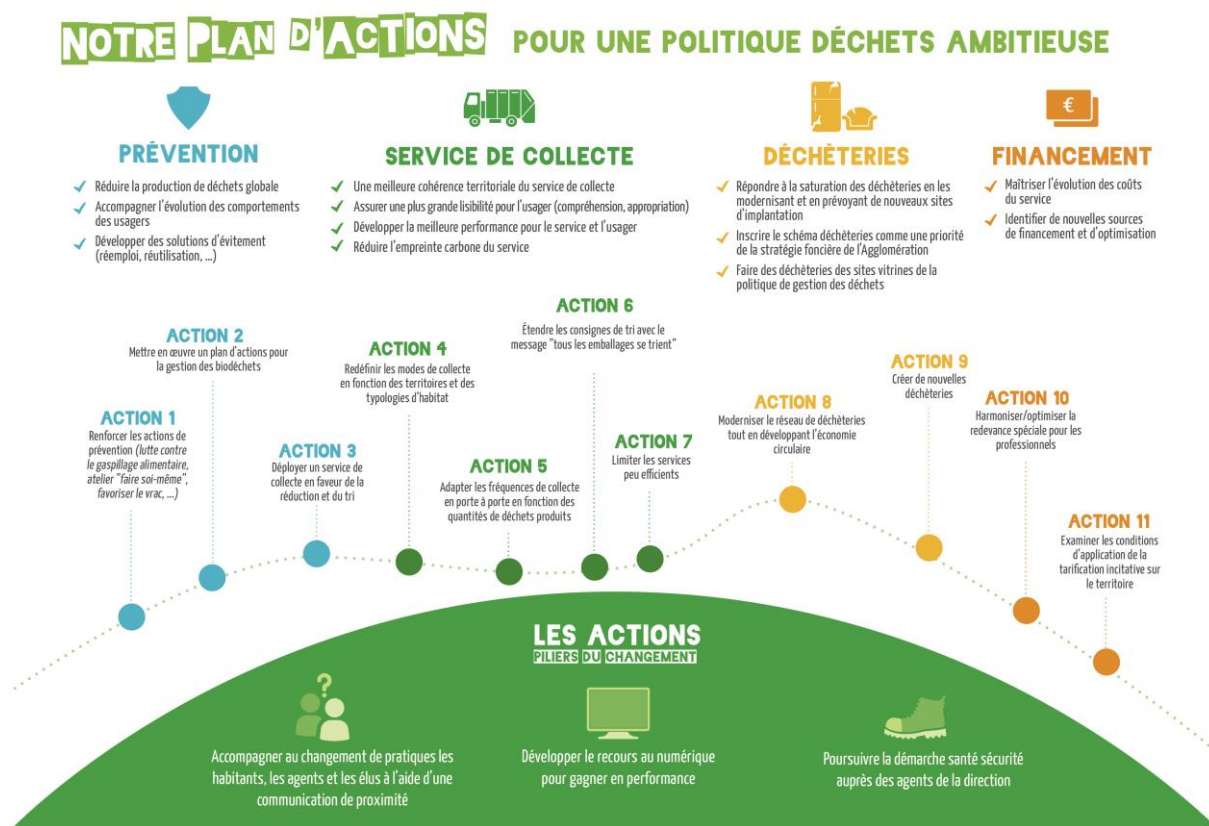 NOTRE PLAN D'ACTIONS POUR UNE POLITIQUE DÉCHETS AMBITIEUSE
PRÉVENTION
Réduire la production de déchets globale
Accompagner l'évolution des comportements
des usagers
Développer des solutions d'évitement
(réemploi, réutilisation, ...)
SERVICE DE COLLECTE
Une meilleure cohérence territoriale du service de collecte
Assurer une plus grande lisibilité pour l'usager (compréhension, appropriation)
Développer la meilleure performance pour le service et l'usager
Réduire l'empreinte carbone du service
DÉCHÈTERIES
Répondre à la saturation des déchèteries en les
modernisant et en prévoyant de nouveaux sites
d'implantation
Inscrire le schéma déchèteries comme une priorité
de la stratégie foncière de l'Agglomération
Faire des déchèteries des sites vitrines de la
politique de gestion des déchets
€
FINANCEMENT
Maîtriser l'évolution des coûts
du service
Identifier de nouvelles sources
de financement et d'optimisation
ACTION 1
Renforcer les actions de
prévention (lutte contre
le gaspillage alimentaire,
atelier "faire soi-même",
favoriser le vrac, ...)
ACTION 2
Mettre en œuvre un plan d'actions pour
la gestion des biodéchets
ACTION 3
Déployer un service de
collecte en faveur de la
réduction et du tri
ACTION 4
Redéfinir les modes de collecte
en fonction des territoires et des
typologies d'habitat
ACTION 5
Adapter les fréquences de collecte
en porte à porte en fonction des
quantités de déchets produits
ACTION 6
Étendre les consignes de tri avec le
message "tous les emballages se trient"
ACTION 7
Limiter les services
peu efficients
ACTION 8
Moderniser le réseau de déchèteries
tout en développant l'économie
circulaire
ACTION 9
Créer de nouvelles
déchèteries
ACTION 10
Harmoniser/optimiser la
redevance spéciale pour les
professionnels
ACTION 11
Examiner les conditions
d'application de la
tarification incitative sur
le territoire
LES ACTIONS
PILIERS DU CHANGEMENT
?
Accompagner au changement de pratiques les
habitants, les agents et les élus à l'aide d'une
communication de proximité
Développer le recours au numérique
pour gagner en performance
Poursuivre la démarche santé sécurité
auprès des agents de la direction